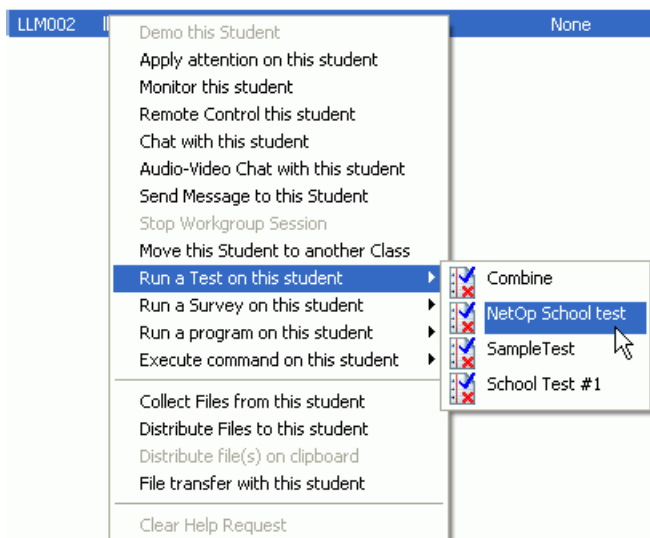 LLM002 None
Demo this Student
Apply attention on this student
Monitor this student
Remote Control this student
Chat with this student
Audio-Video Chat with this student
Send Message to this Student
Stop Workgroup Session
Move this Student to another Class
Run a Test on this student
Run a Survey on this student
Run a program on this student
Execute command on this student
Collect Files from this student
Distribute Files to this student
Distribute file(s) on clipboard
File transfer with this student
Clear Help Request
Combine
NetOp School test
SampleTest
School Test #1